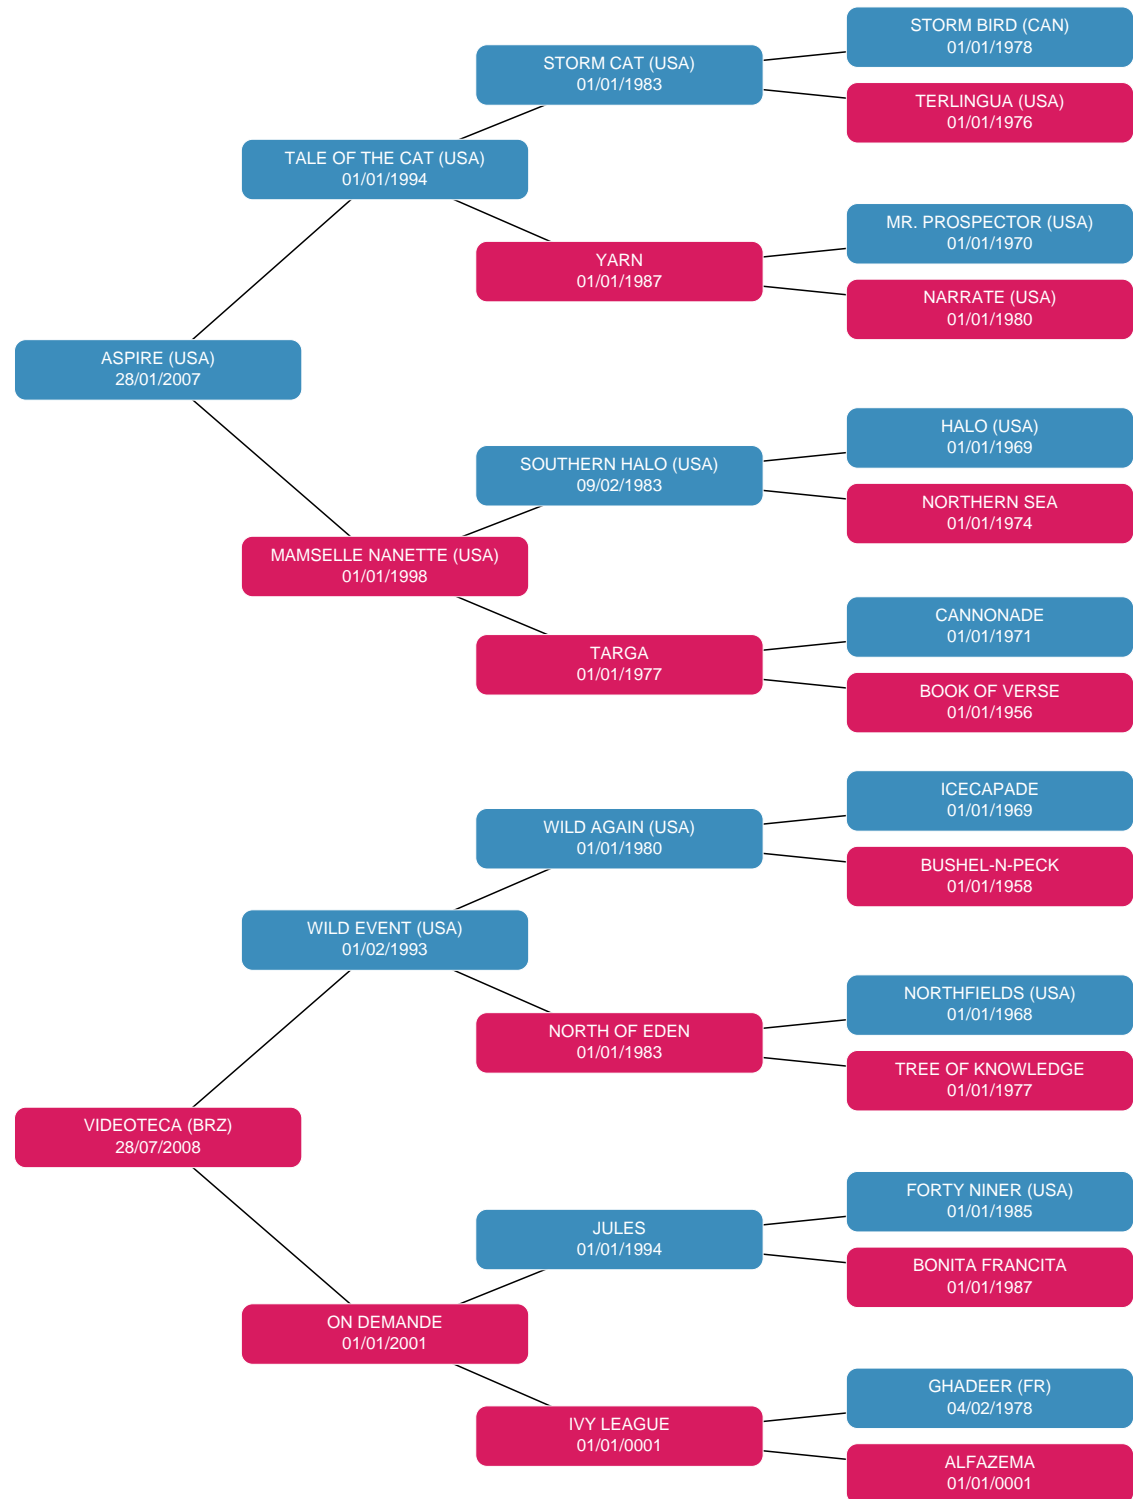 STORM BIRD (CAN)
01/01/1978
STORM CAT (USA)
01/01/1983
TERLINGUA (USA)
01/01/1976
TALE OF THE CAT (USA)
01/01/1994
MR. PROSPECTOR (USA)
01/01/1970
YARN
01/01/1987
NARRATE (USA)
01/01/1980
ASPIRE (USA)
28/01/2007
HALO (USA)
01/01/1969
SOUTHERN HALO (USA)
09/02/1983
NORTHERN SEA
01/01/1974
MAMSELLE NANETTE (USA)
01/01/1998
CANNONADE
01/01/1971
TARGA
01/01/1977
BOOK OF VERSE
01/01/1956
ICECAPADE
01/01/1969
WILD AGAIN (USA)
01/01/1980
BUSHEL-N-PECK
01/01/1958
WILD EVENT (USA)
01/02/1993
NORTHFIELDS (USA)
01/01/1968
NORTH OF EDEN
01/01/1983
TREE OF KNOWLEDGE
01/01/1977
VIDEOTECA (BRZ)
28/07/2008
FORTY NINER (USA)
01/01/1985
JULES
01/01/1994
BONITA FRANCITA
01/01/1987
ON DEMANDE
01/01/2001
GHADEER (FR)
04/02/1978
IVY LEAGUE
01/01/0001
ALFAZEMA
01/01/0001